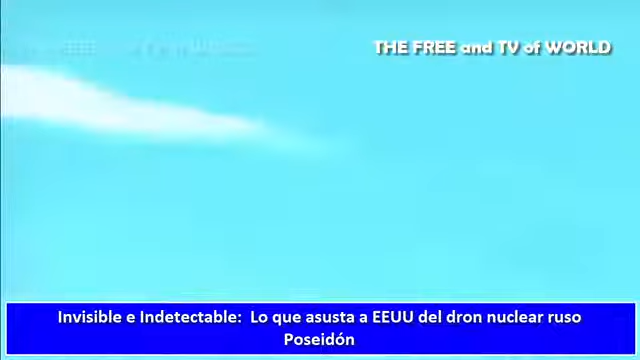 THE FREE and TV of WORLD
Invisible e Indetectable:  Lo que asusta a EEUU del dron nuclear ruso
Poseidón